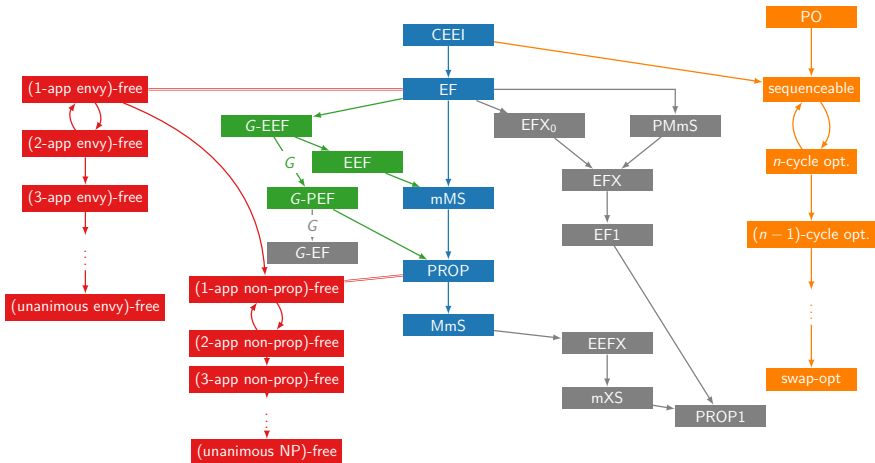 CEEI
PO
(1-app envy)-free
EF
sequenceable
G-EEF
EFX₀
PMmS
(2-app envy)-free
G
EEF
n-cycle opt.
EFX
(3-app envy)-free
G-PEF
mMS
G
EF1
(n − 1)-cycle opt.
G-EF
PROP
(1-app non-prop)-free
(unanimous envy)-free
MmS
(2-app non-prop)-free
EEFX
(3-app non-prop)-free
swap-opt
mXS
PROP1
(unanimous NP)-free